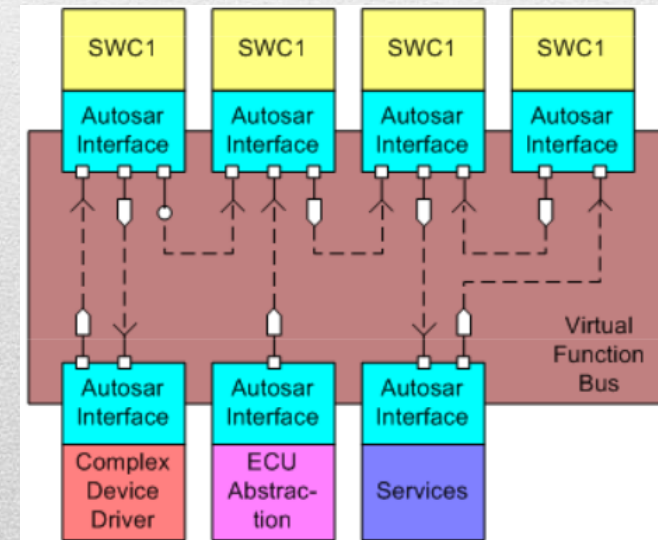 SWC1
SWC1
SWC1
SWC1
Autosar
Interface
Autosar
Interface
Autosar
Interface
Autosar
Interface
Virtual
Function
Bus
Autosar
Interface
Autosar
Interface
Autosar
Interface
Complex
Device
Driver
ECU
Abstrac-
tion
Services